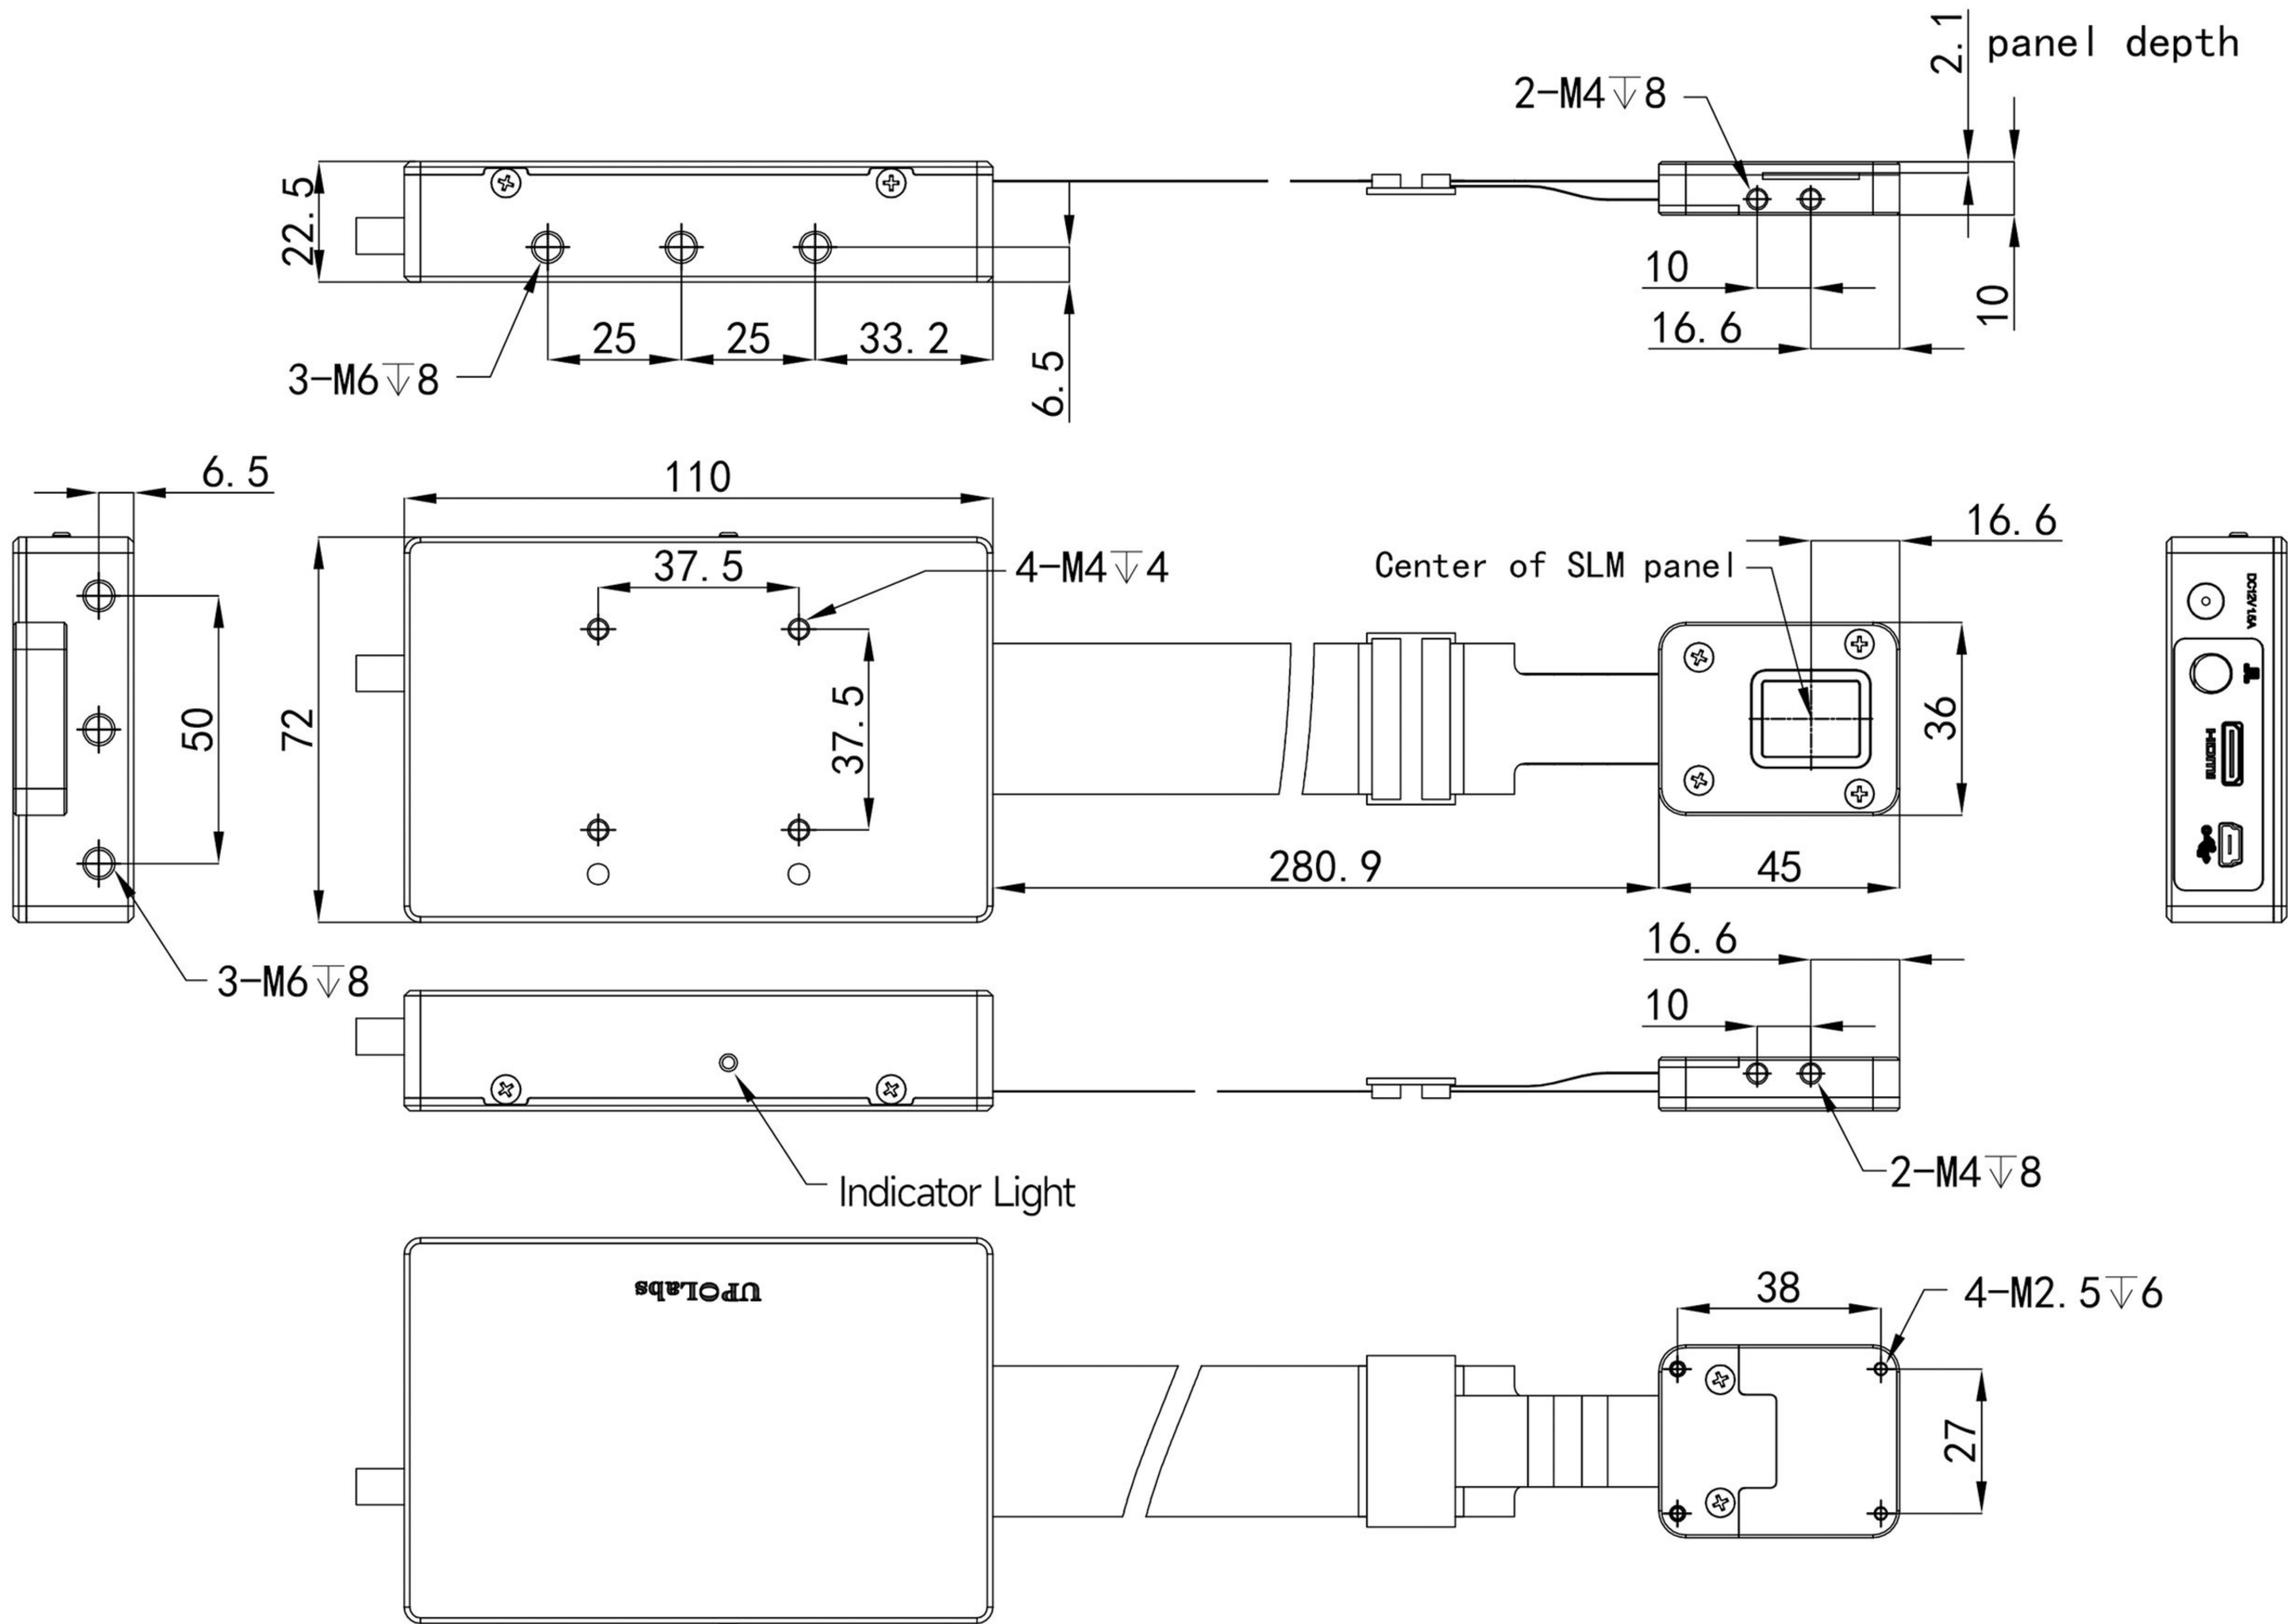 2.1 panel depth
2-M4↧8
22.5
10
10
16.6
25
25
33.2
6.5
3-M6↧8
6.5
110
16.6
37.5
4-M4↧4
Center of SLM panel
DC12V1.5A
50
72
37.5
36
HDMI
280.9
45
16.6
3-M6↧8
10
2-M4↧8
Indicator Light
UPOLabs
38
4-M2.5↧6
27